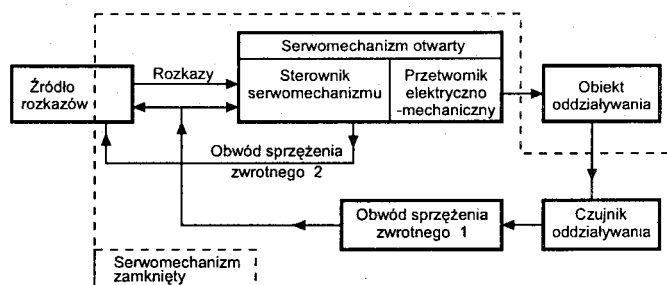 Serwomechanizm otwarty
Źródło
rozkazów
Rozkazy
Sterownik
serwomechanizmu
Przetwornik
elektryczno
-mechaniczny
Obiekt
oddziaływania
Obwód sprzężenia
zwrotnego 2
Obwód sprzężenia
zwrotnego 1
Czujnik
oddziaływania
Serwomechanizm
zamknięty